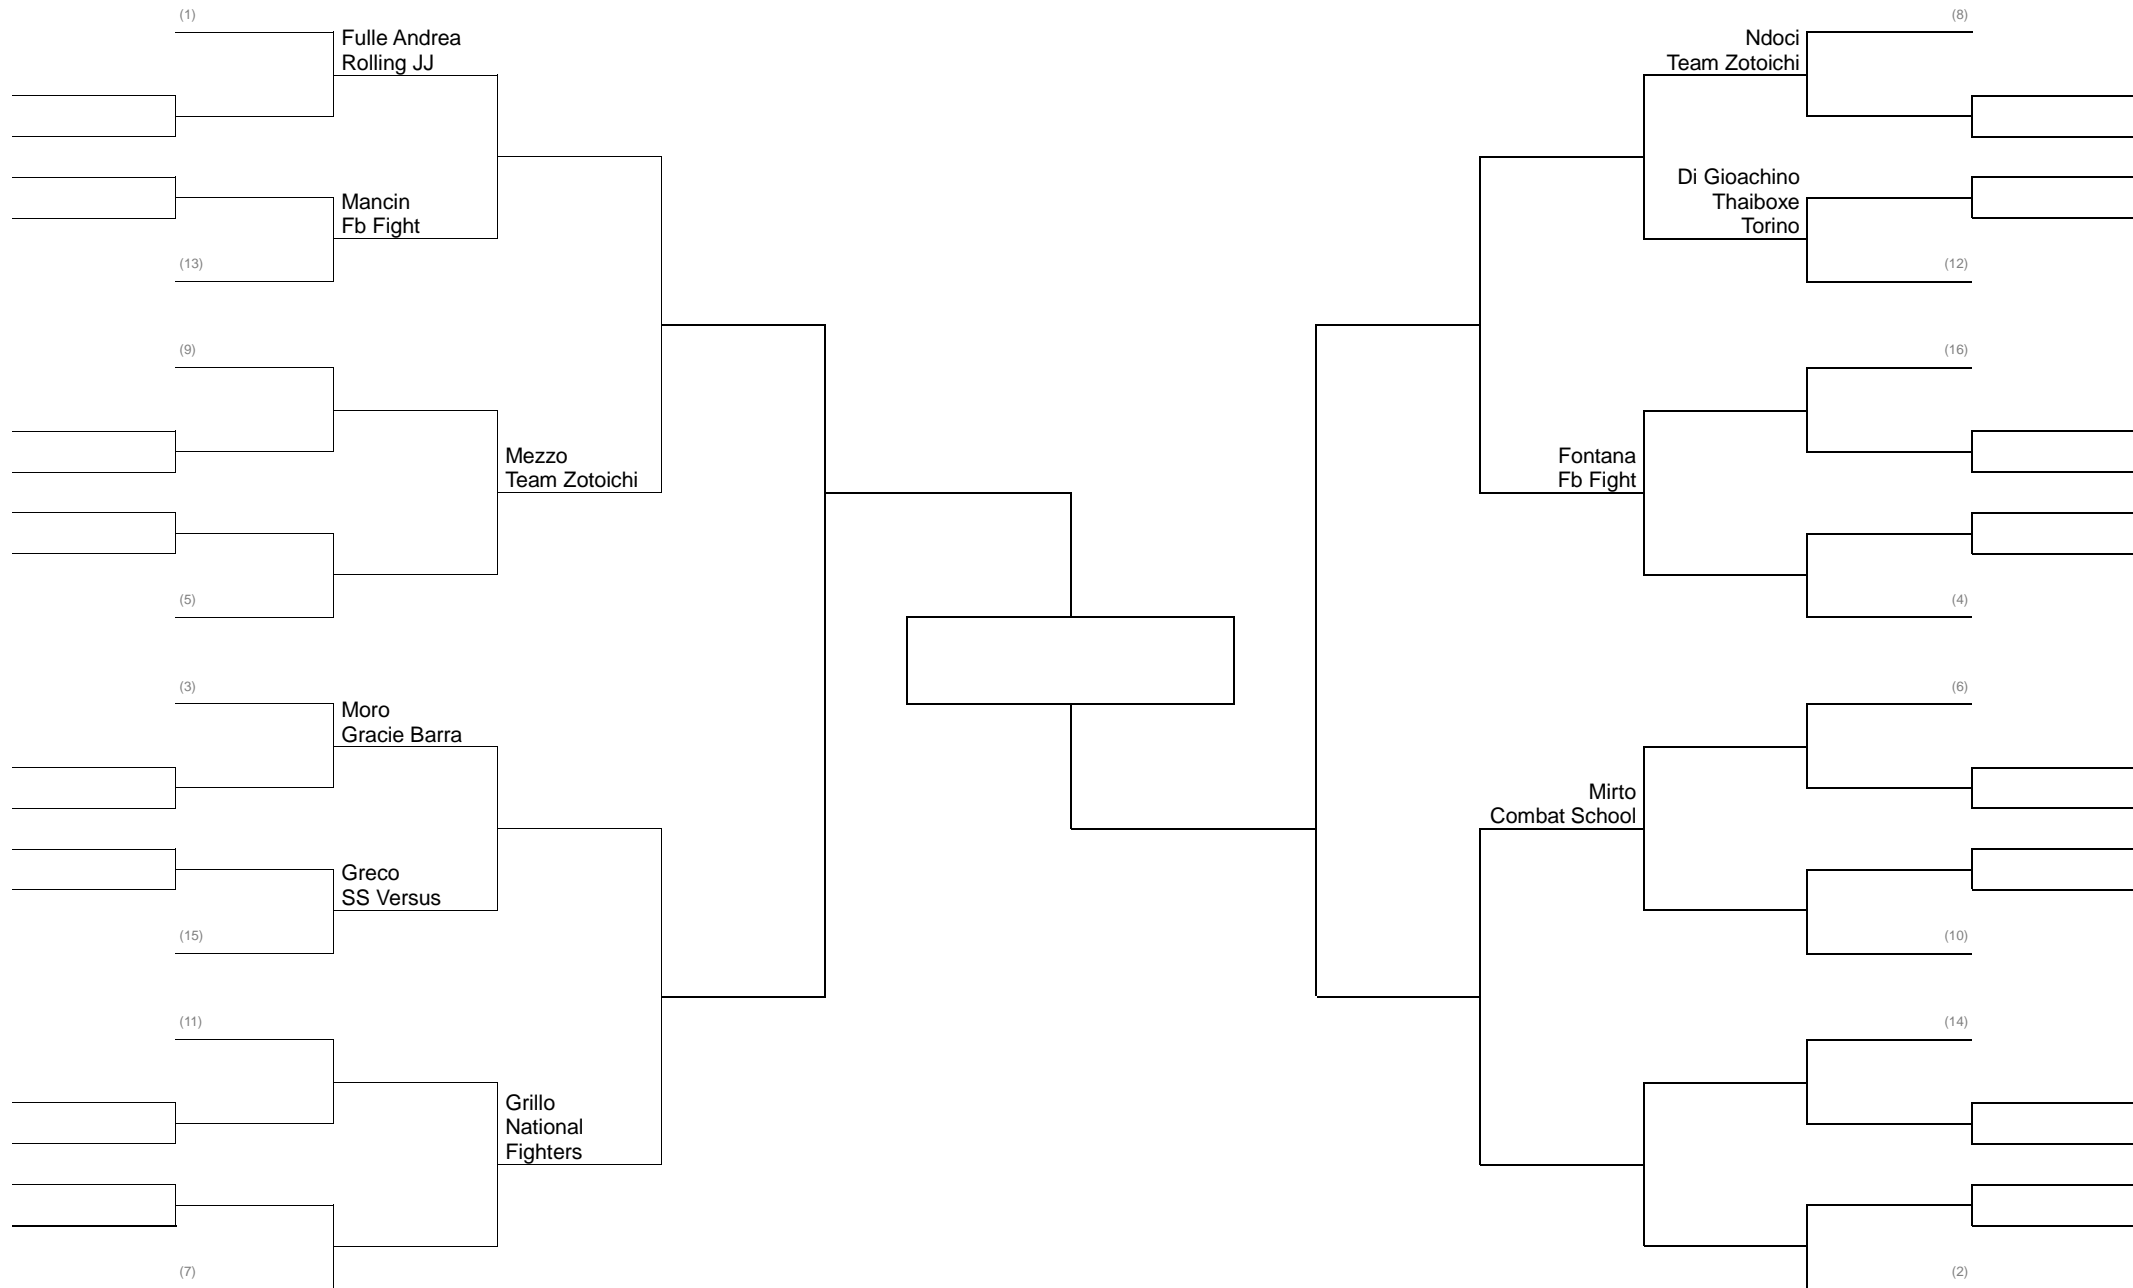 (1)
Fulle Andrea
Rolling JJ
Mancin
Fb Fight
(13)
(9)
Mezzo
Team Zotoichi
(5)
(3)
Moro
Gracie Barra
Greco
SS Versus
(15)
(11)
Grillo
National
Fighters
(7)
(8)
Ndoci
Team Zotoichi
Di Gioachino
Thaiboxe
Torino
(12)
(16)
Fontana
Fb Fight
(4)
(6)
Mirto
Combat School
(10)
(14)
(2)